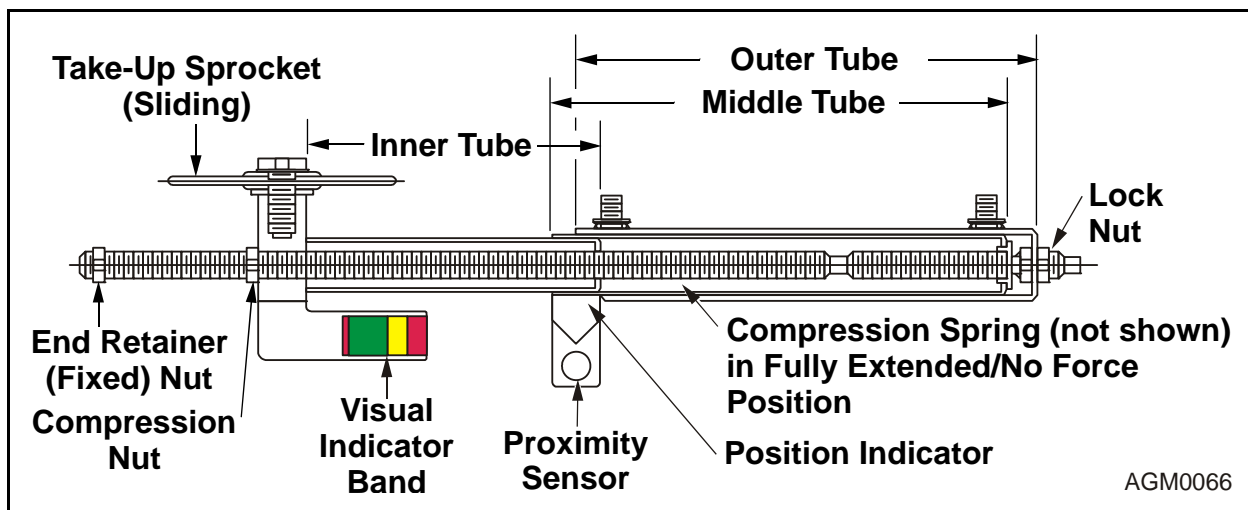 Take-Up Sprocket
(Sliding)
Outer Tube
Middle Tube
Inner Tube
Lock
Nut
End Retainer
(Fixed) Nut
Compression
Nut
Visual
Indicator
Band
Proximity
Sensor
Compression Spring (not shown)
in Fully Extended/No Force
Position
Position Indicator
AGM0066